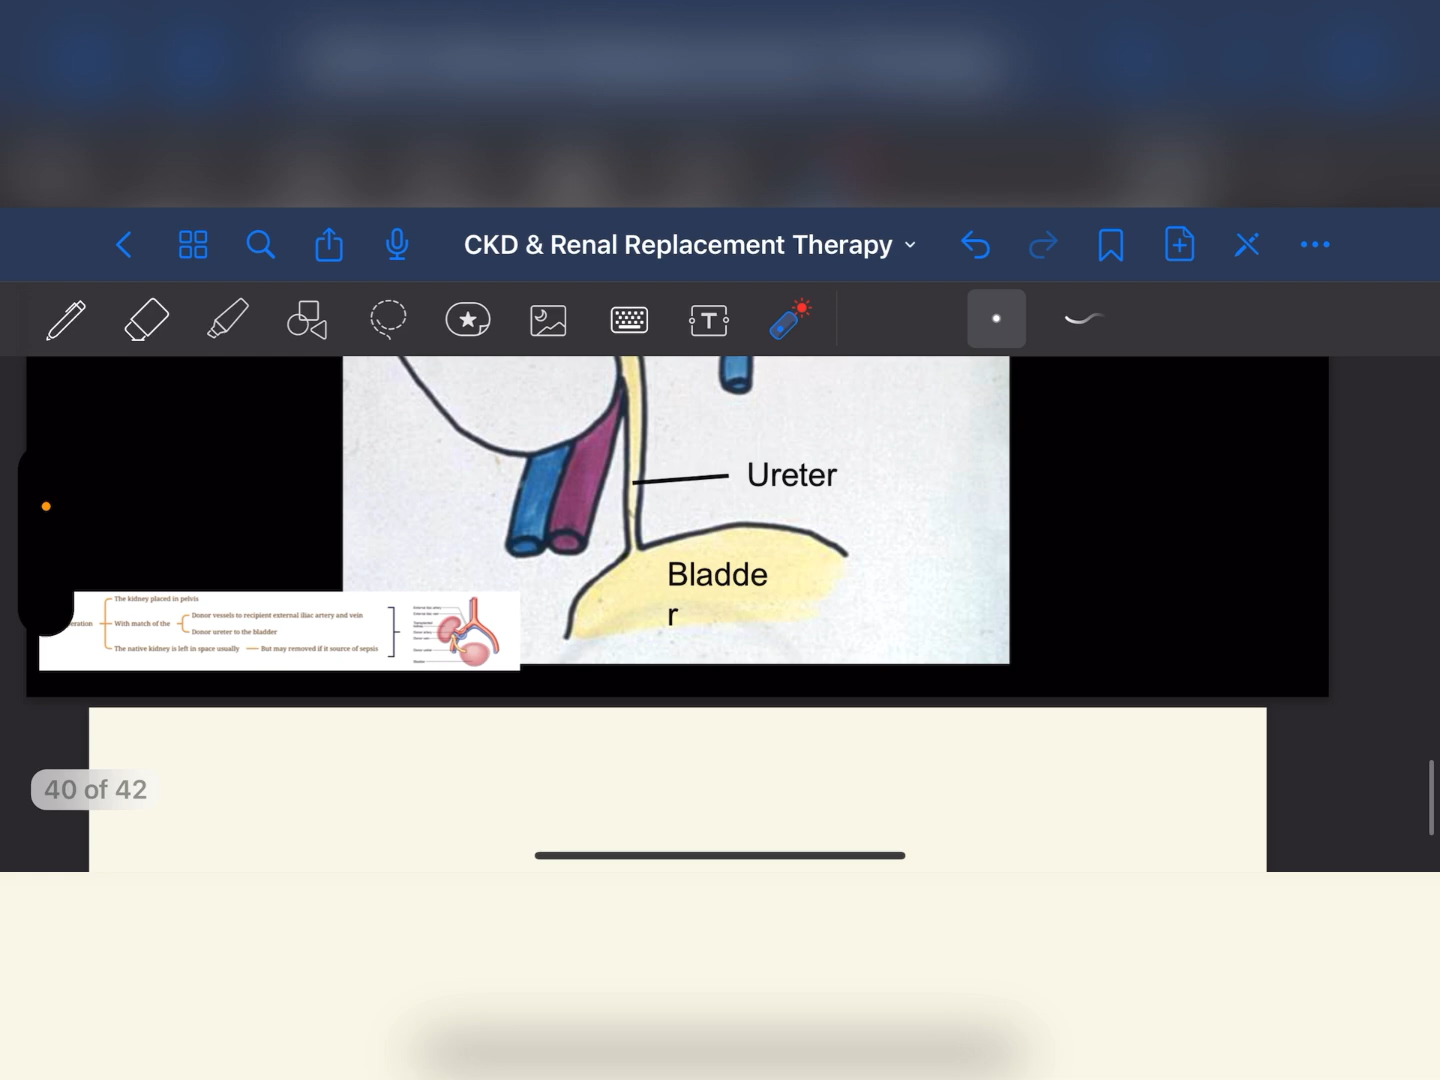 CKD & Renal Replacement Therapy
Ureter
Bladde
r
The kidney placed in pelvis
Donor vessels to recipient external iliac artery and vein
eration
With match of the
Donor ureter to the bladder
The native kidney is left in space usually
But may removed if it source of sepsis
40 of 42